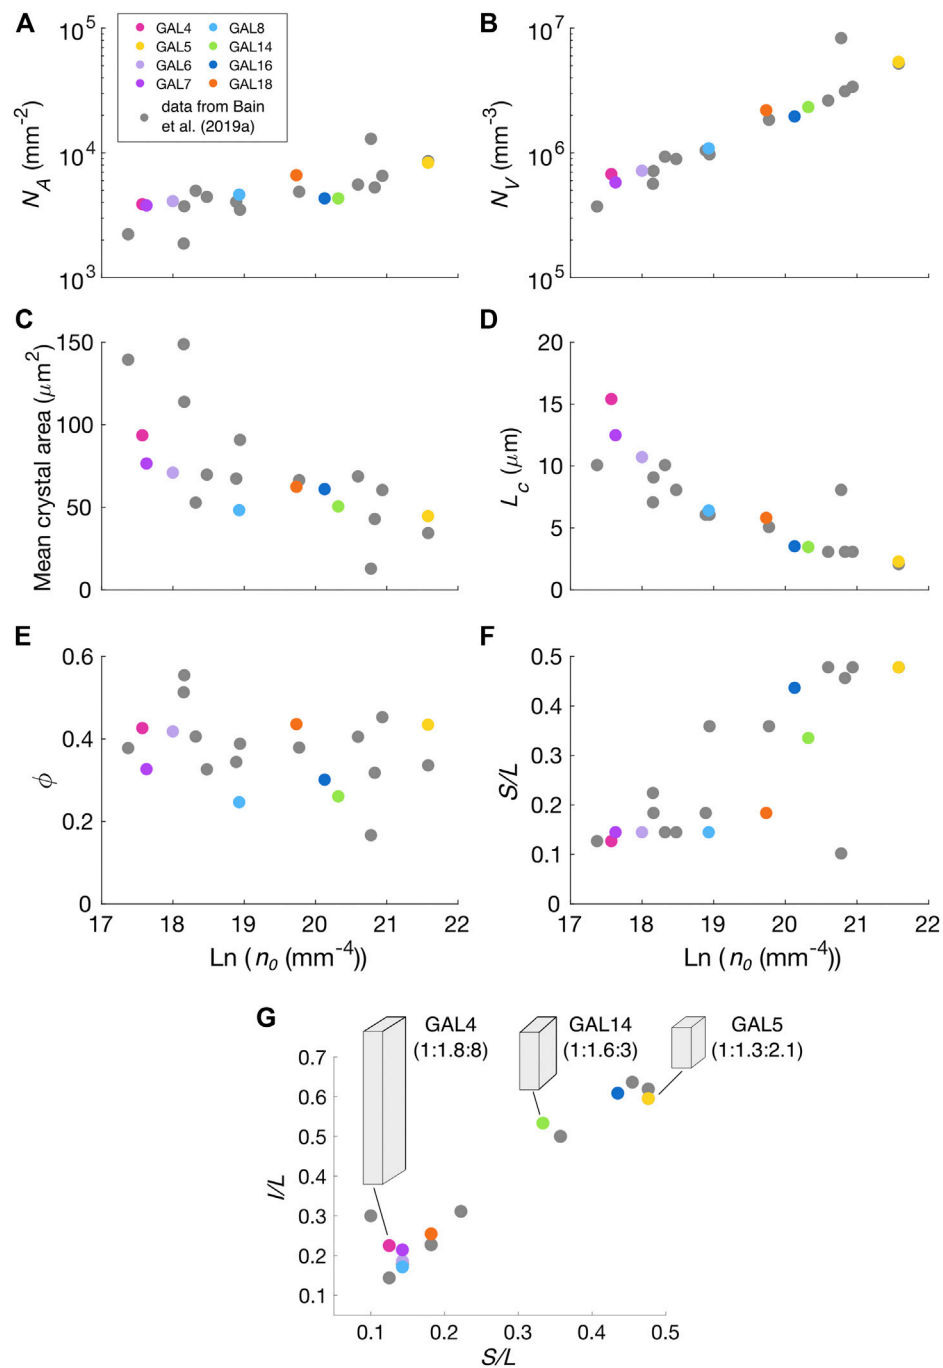 A
10^5
N_A (mm^-2)
10^4
10^3
GAL4
GAL8
GAL5
GAL14
GAL6
GAL16
GAL7
GAL18
data from Bain
et al. (2019a)
B
10^7
N_V (mm^-3)
10^6
10^5
C
150
Mean crystal area (μm^2)
100
50
0
D
20
15
L_c (μm)
10
5
0
E
0.6
0.4
ϕ
0.2
0
17 18 19 20 21 22
Ln (n_0 (mm^-4))
F
0.5
0.4
S/L
0.3
0.2
0.1
0
17 18 19 20 21 22
Ln (n_0 (mm^-4))
G
GAL4
(1:1.8:8)
GAL14
(1:1.6:3)
GAL5
(1:1.3:2.1)
0.7
0.6
0.5
I/L
0.4
0.3
0.2
0.1
0.1 0.2 0.3 0.4 0.5
S/L